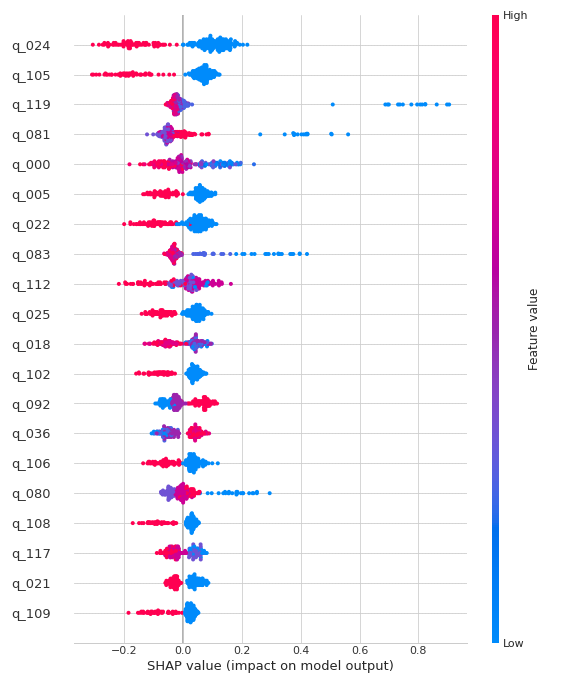 High
q_024
q_105
q_119
q_081
q_000
q_005
q_022
q_083
q_112
q_025
q_018
q_102
q_092
q_036
q_106
q_080
q_108
q_117
q_021
q_109
Feature value
Low
−0.2 0.0 0.2 0.4 0.6 0.8
SHAP value (impact on model output)